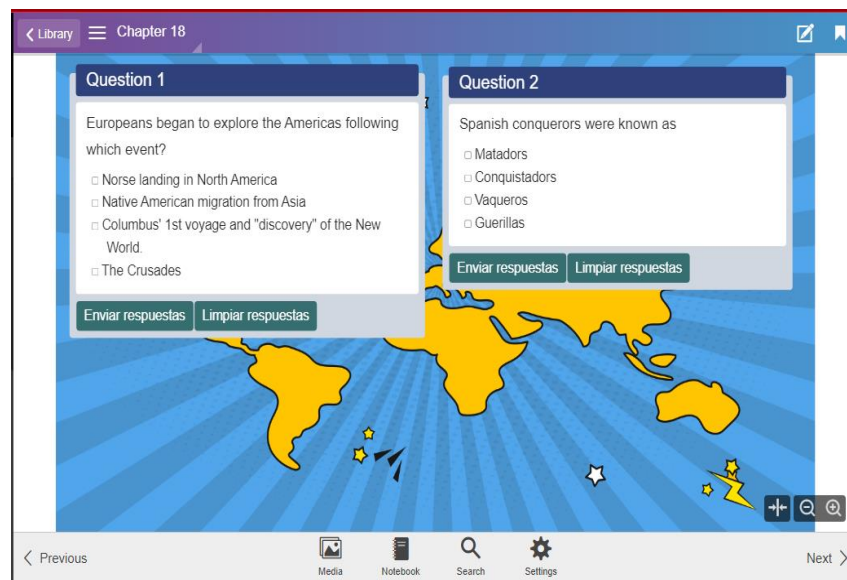 Library
Chapter 18
Question 1
Europeans began to explore the Americas following
which event?
Norse landing in North America
Native American migration from Asia
Columbus' 1st voyage and "discovery" of the New
World.
The Crusades
Enviar respuestas Limpiar respuestas
Question 2
Spanish conquerors were known as
Matadors
Conquistadors
Vaqueros
Guerillas
Enviar respuestas Limpiar respuestas
Previous
Media
Notebook
Search
Settings
Next